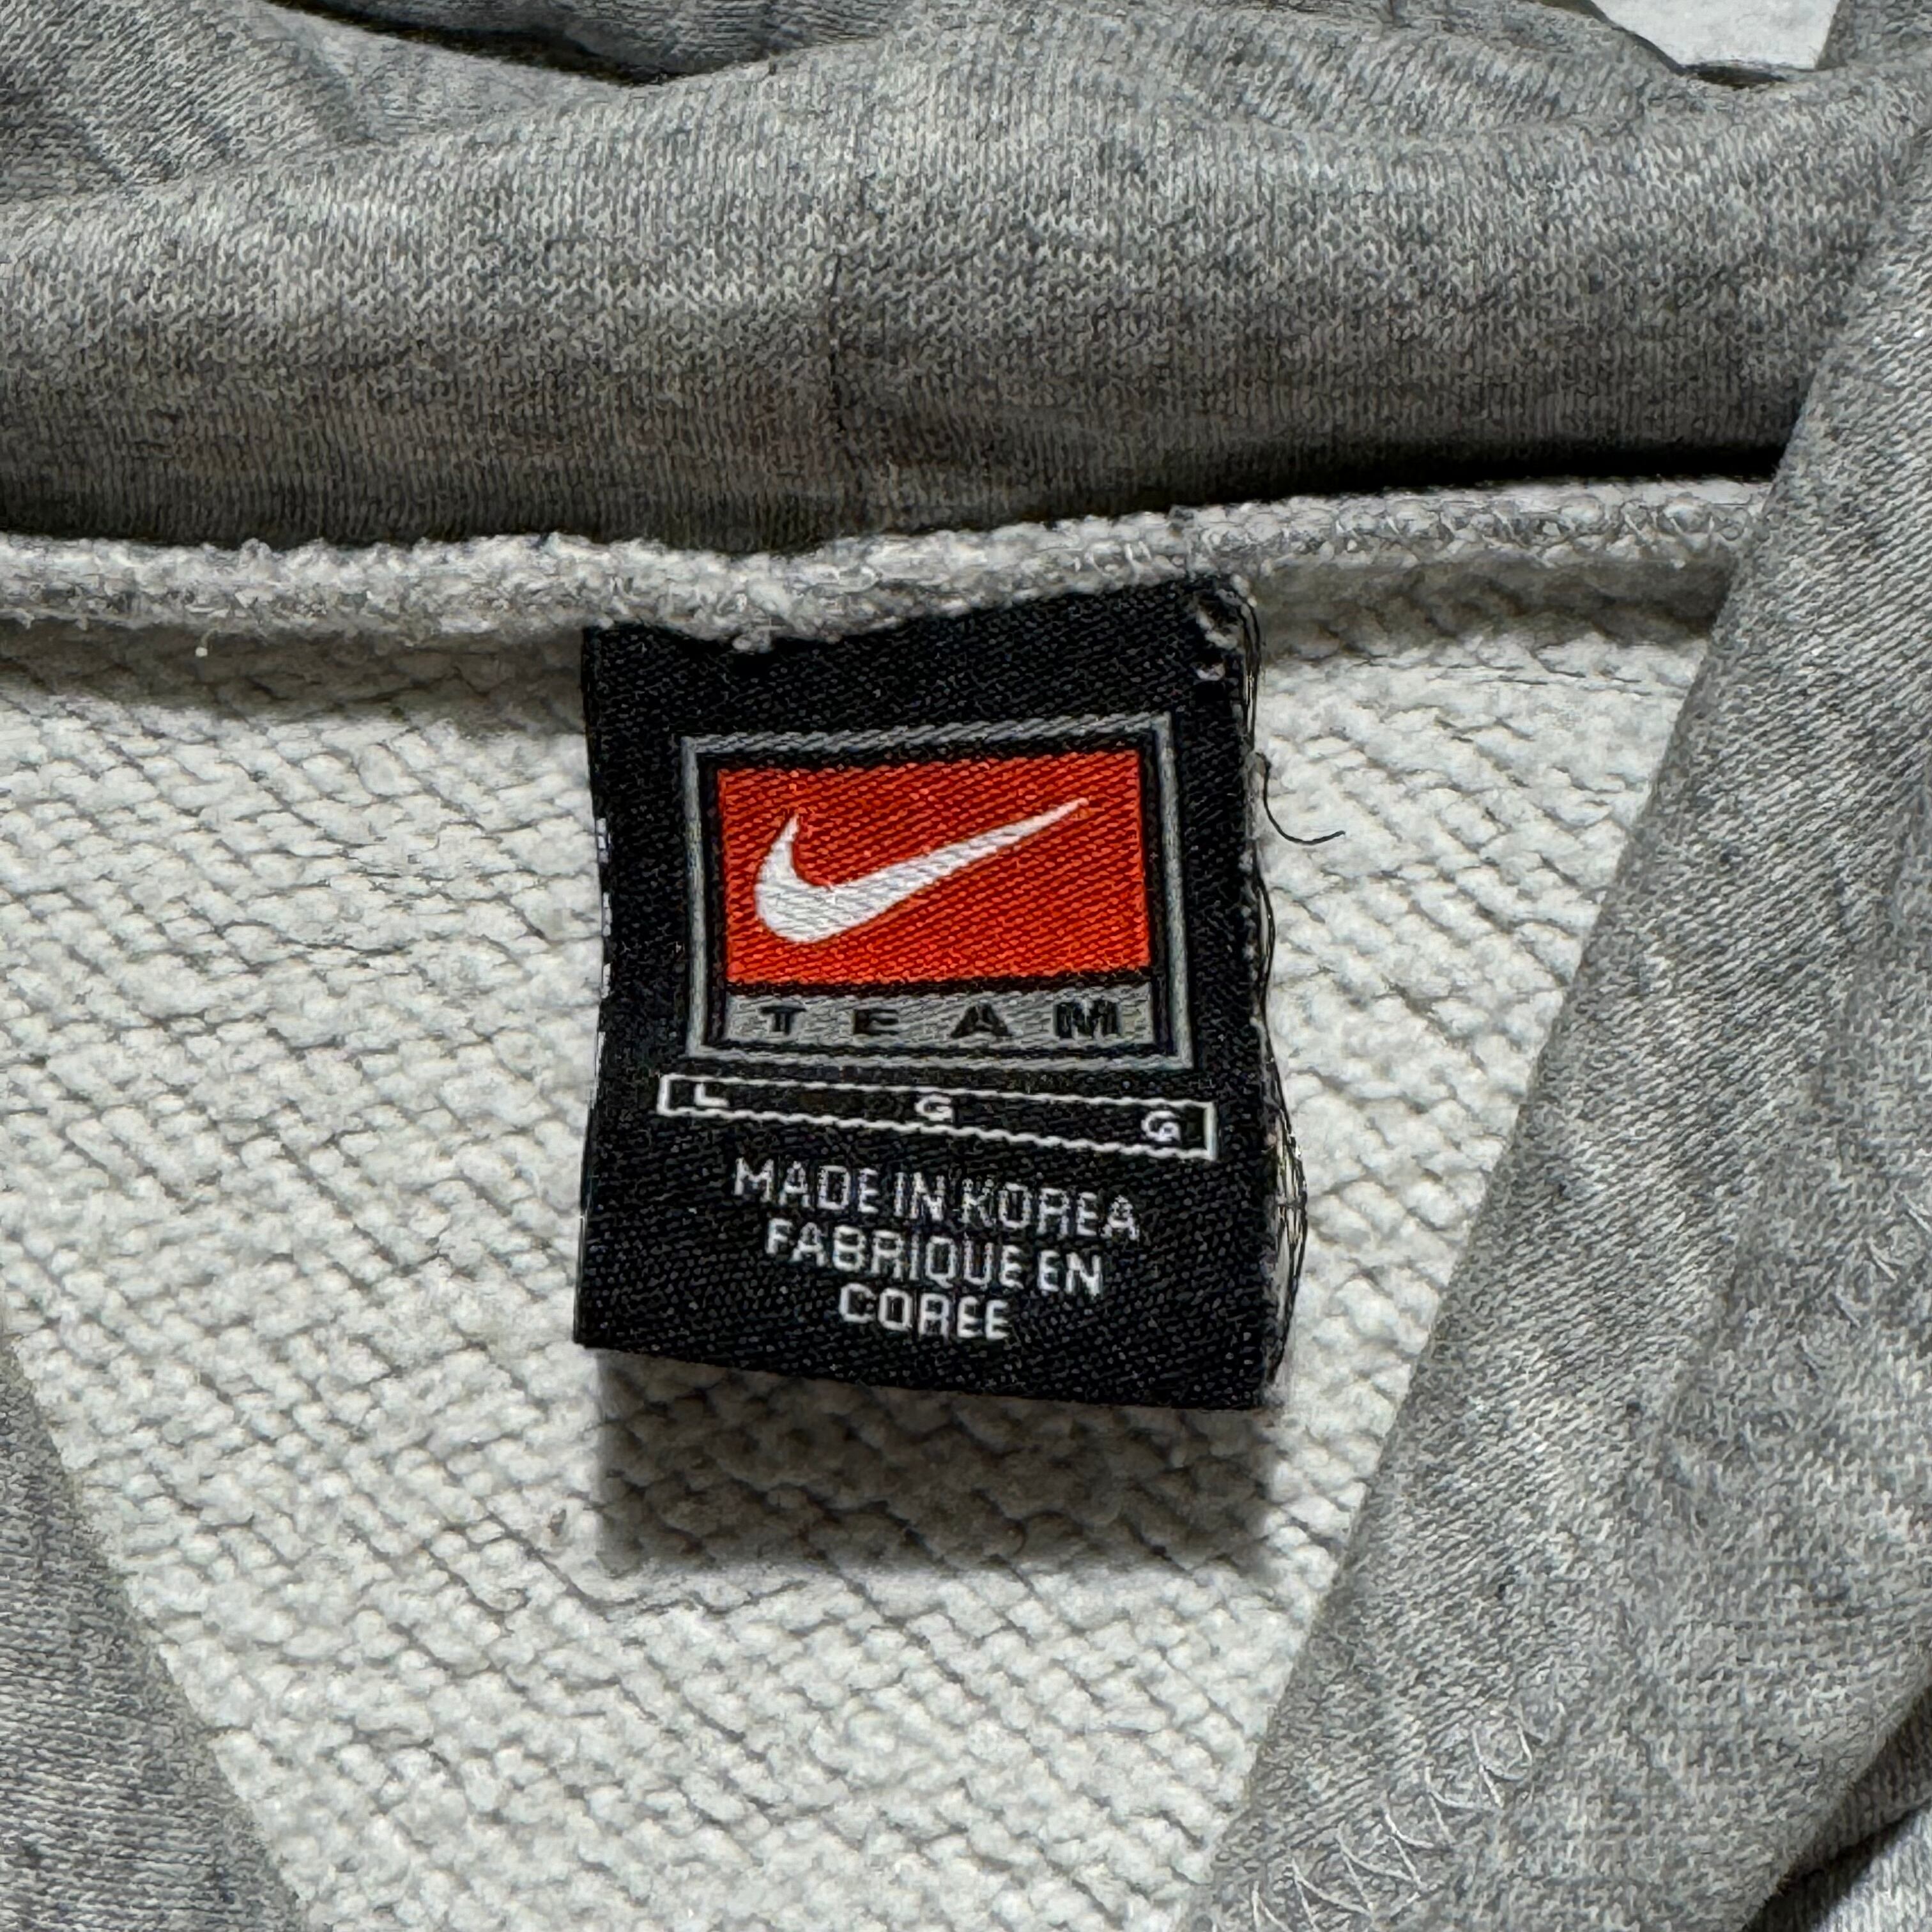 TEAM
L G G
MADE IN KOREA
FABRIQUE EN
COREE